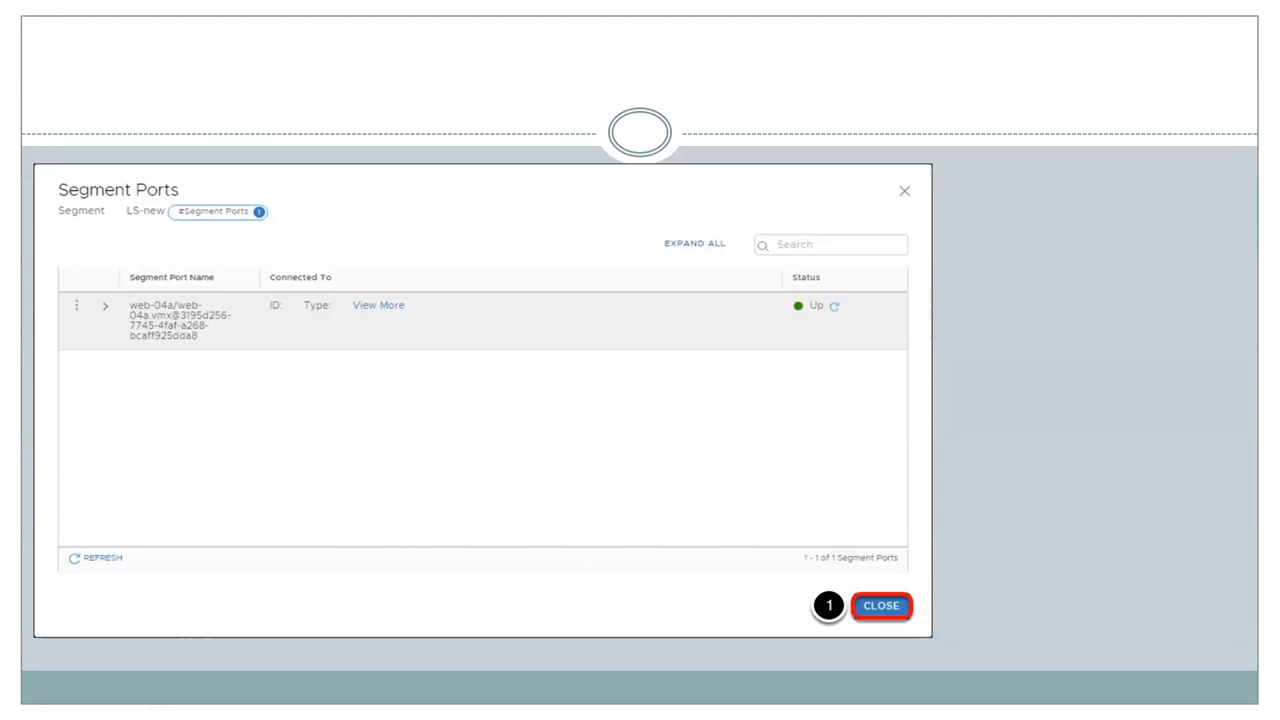 Segment Ports
Segment LS-new #Segment Ports 1
EXPAND ALL Search
Segment Port Name Connected To Status
web-04a/web- ID: Type: View More Up
04a.vmx@3195d256-
7745-4faf-a268-
bcaff925dda8
REFRESH 1 - 1 of 1 Segment Ports
1 CLOSE